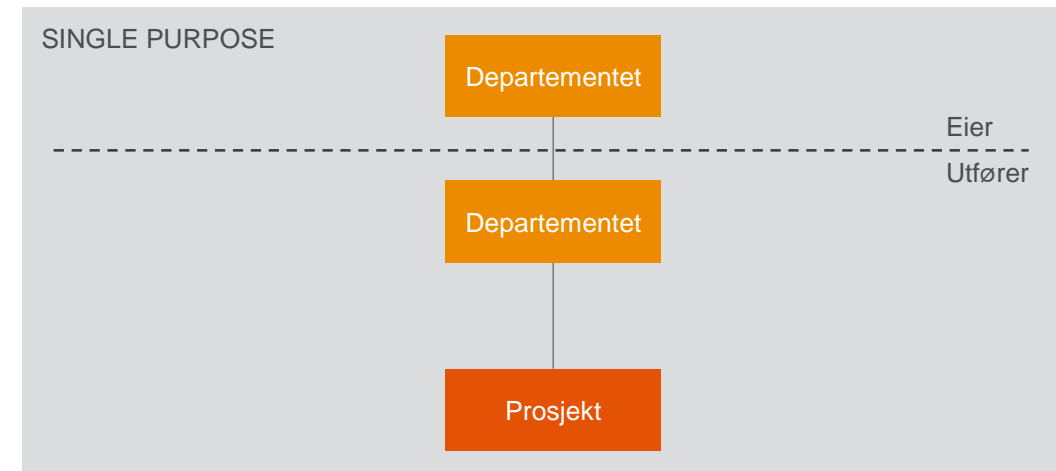 SINGLE PURPOSE
Departementet
Eier
Utfører
Departementet
Prosjekt